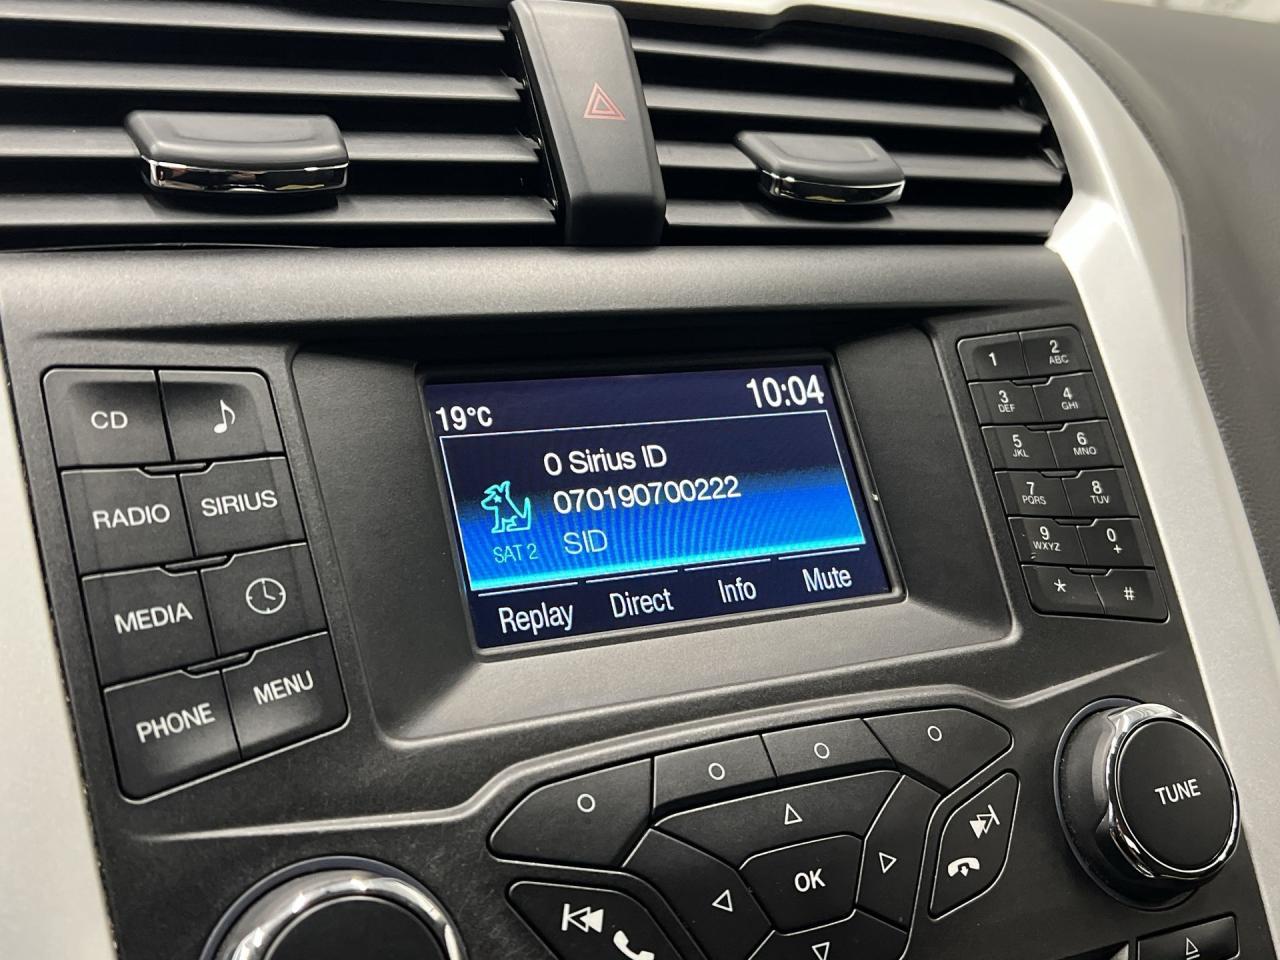 19°C
10:04
0 Sirius ID
070190700222
SAT 2
SID
Replay
Direct
Info
Mute
CD
RADIO
SIRIUS
MEDIA
PHONE
MENU
1
2
ABC
3
DEF
4
GHI
5
JKL
6
MNO
7
PQRS
8
TUV
9
WXYZ
0
+
*
#
OK
TUNE